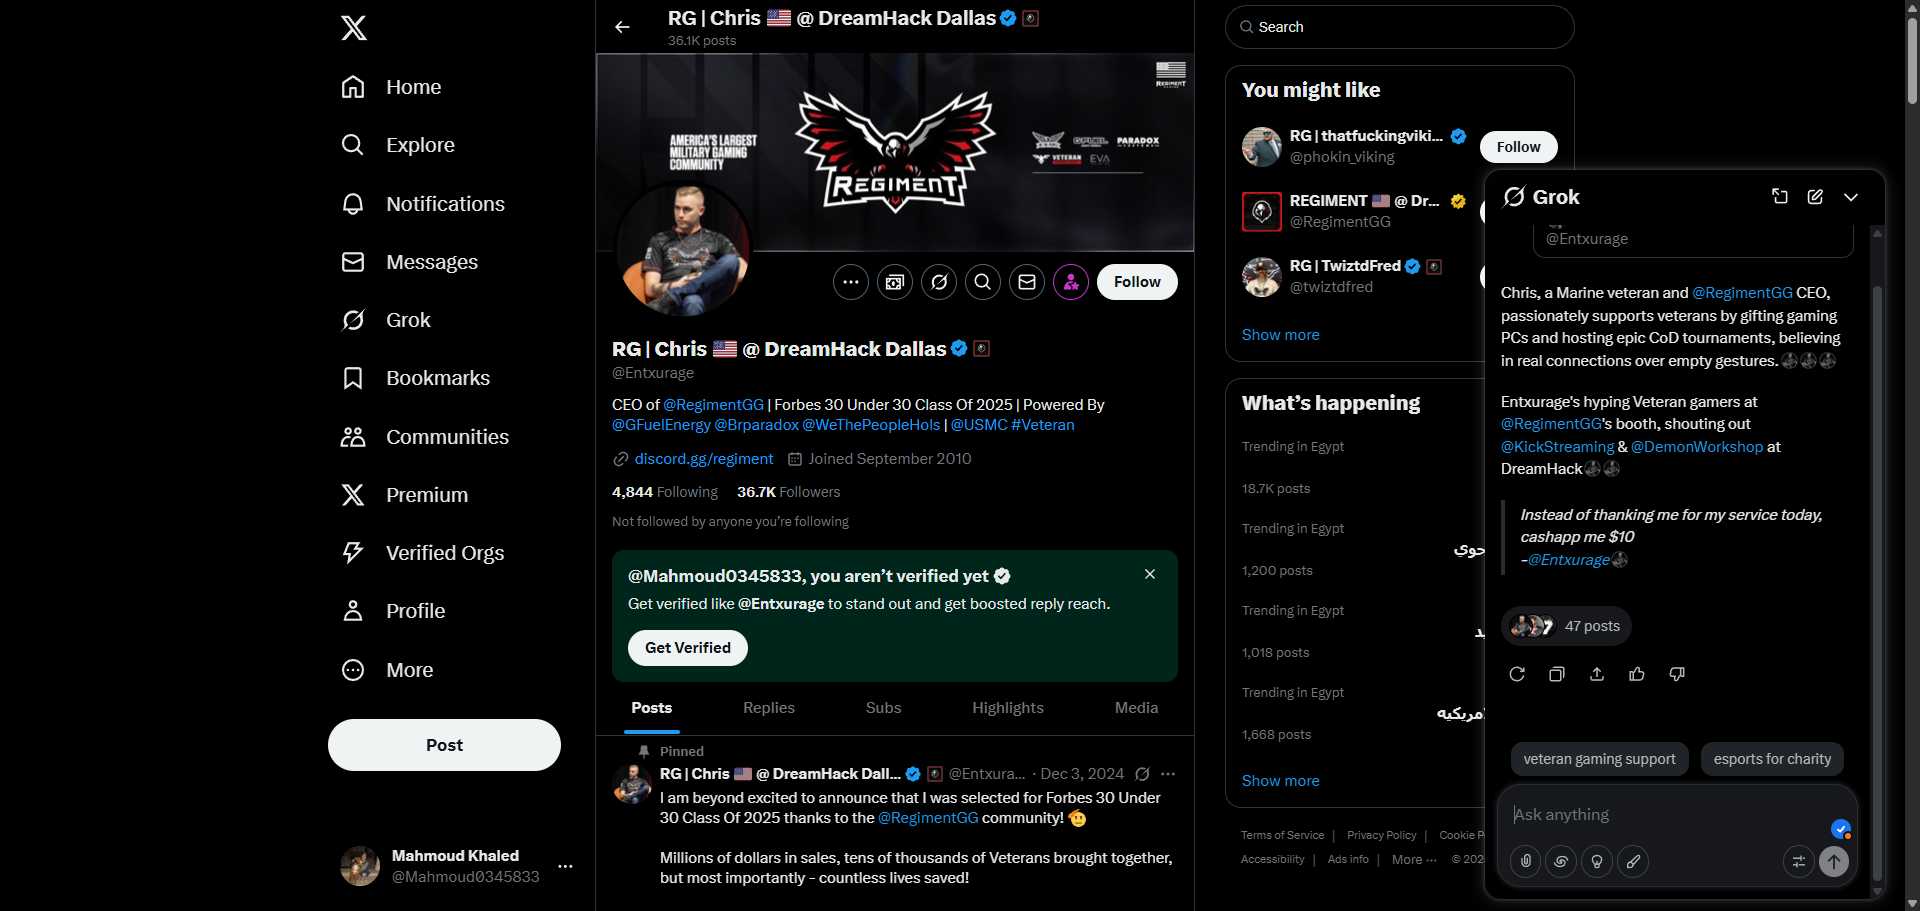 Home
Explore
Notifications
Messages
Grok
Bookmarks
Communities
Premium
Verified Orgs
Profile
More
Post
Mahmoud Khaled
@Mahmoud0345833
RG | Chris 🇺🇸 @ DreamHack Dallas
36.1K posts
AMERICA'S LARGEST
MILITARY GAMING
COMMUNITY
REGIMENT
GFUEL PARADOX
VETERAN EVA
REGIMENT
Follow
RG | Chris 🇺🇸 @ DreamHack Dallas
@Entxurage
CEO of @RegimentGG | Forbes 30 Under 30 Class Of 2025 | Powered By
@GFuelEnergy @Brparadox @WeThePeopleHols | @USMC #Veteran
discord.gg/regiment Joined September 2010
4,844 Following 36.7K Followers
Not followed by anyone you’re following
@Mahmoud0345833, you aren’t verified yet
Get verified like @Entxurage to stand out and get boosted reply reach.
Get Verified
Posts Replies Subs Highlights Media
Pinned
RG | Chris 🇺🇸 @ DreamHack Dall... @Entxura... · Dec 3, 2024
I am beyond excited to announce that I was selected for Forbes 30 Under
30 Class Of 2025 thanks to the @RegimentGG community! 🫡
Millions of dollars in sales, tens of thousands of Veterans brought together,
but most importantly - countless lives saved!
Search
You might like
RG | thatfuckingviki...
@phokin_viking
Follow
REGIMENT 🇺🇸 @ Dr...
@RegimentGG
RG | TwiztdFred
@twiztdfred
Show more
What’s happening
Trending in Egypt
18.7K posts
Trending in Egypt
حوي
1,200 posts
Trending in Egypt
يد
1,018 posts
Trending in Egypt
لامريكيه
1,668 posts
Show more
Terms of Service | Privacy Policy | Cookie P
Accessibility | Ads info | More ··· © 202
Grok
@Entxurage
Chris, a Marine veteran and @RegimentGG CEO,
passionately supports veterans by gifting gaming
PCs and hosting epic CoD tournaments, believing
in real connections over empty gestures.
Entxurage's hyping Veteran gamers at
@RegimentGG's booth, shouting out
@KickStreaming & @DemonWorkshop at
DreamHack
Instead of thanking me for my service today,
cashapp me $10
-@Entxurage
47 posts
veteran gaming support
esports for charity
Ask anything